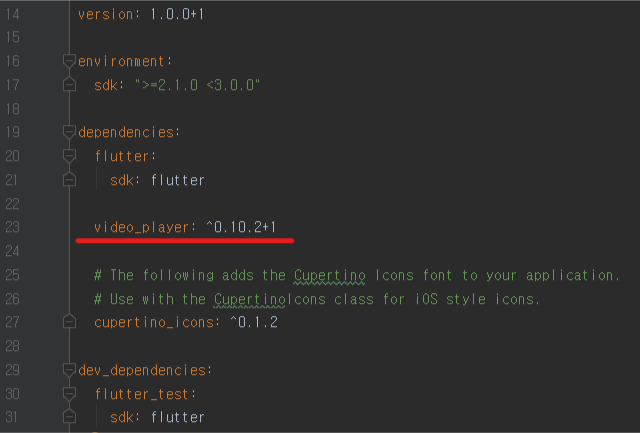 14 version: 1.0.0+1
15
16 environment:
17 sdk: ">=2.1.0 <3.0.0"
18
19 dependencies:
20 flutter:
21 sdk: flutter
22
23 video_player: ^0.10.2+1
24
25 # The following adds the Cupertino Icons font to your application.
26 # Use with the CupertinoIcons class for iOS style icons.
27 cupertino_icons: ^0.1.2
28
29 dev_dependencies:
30 flutter_test:
31 sdk: flutter